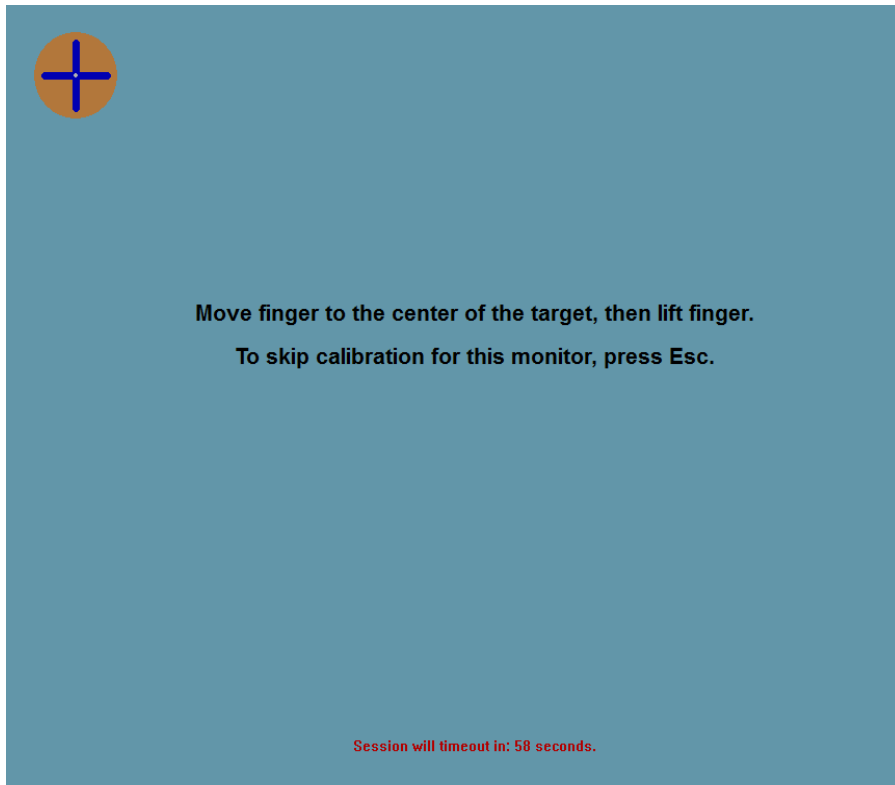 Move finger to the center of the target, then lift finger.
To skip calibration for this monitor, press Esc.
Session will timeout in: 58 seconds.